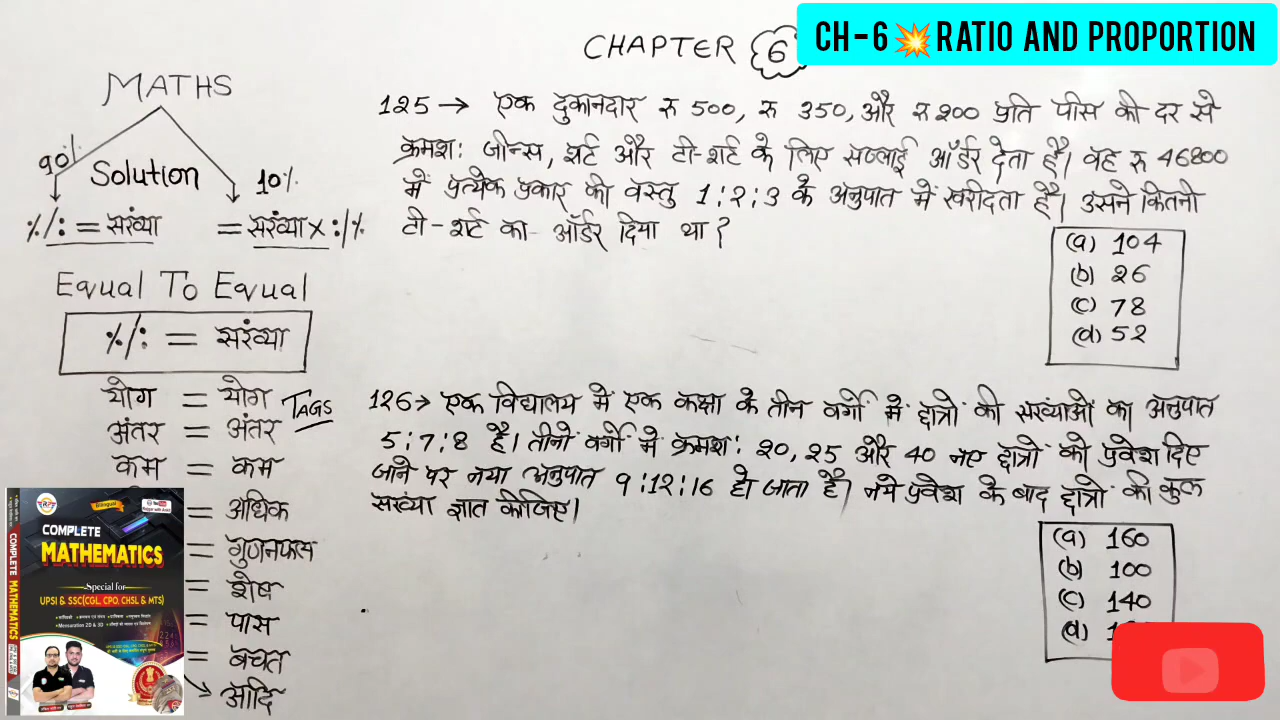 CH-6💥RATIO AND PROPORTION
CHAPTER 6
MATHS
90%
Solution
10%
%/: = संख्या
= संख्या × :/%
Equal To Equal
%/: = संख्या
योग = योग
TAGS
अंतर = अंतर
कम = कम
= अधिक
= गुणनफल
= शेष
= पास
= बचत
आदि
125→ एक दुकानदार रु 500, रु 350, और रु 200 प्रति पीस की दर से
क्रमश: जीन्स, शर्ट और टी-शर्ट के लिए सप्लाई ऑर्डर देता है। वह रु 46800
में प्रत्येक प्रकार की वस्तु 1:2:3 के अनुपात में खरीदता है। उसने कितनी
टी-शर्ट का ऑर्डर दिया था?
(a) 104
(b) 26
(c) 78
(d) 52
126→ एक विद्यालय में एक कक्षा के तीन वर्गों में छात्रों की संख्याओं का अनुपात
5:7:8 है। तीनों वर्गों में क्रमश: 20, 25 और 40 नए छात्रों को प्रवेश दिए
जाने पर नया अनुपात 9:12:16 हो जाता है। नये प्रवेश के बाद छात्रों की कुल
संख्या ज्ञात कीजिए।
(a) 160
(b) 100
(c) 140
(d)
Bilingual
COMPLETE
MATHEMATICS
Special for
UPSI & SSC(CGL, CPO, CHSL & MTS)
COMPLETE MATHEMATICS